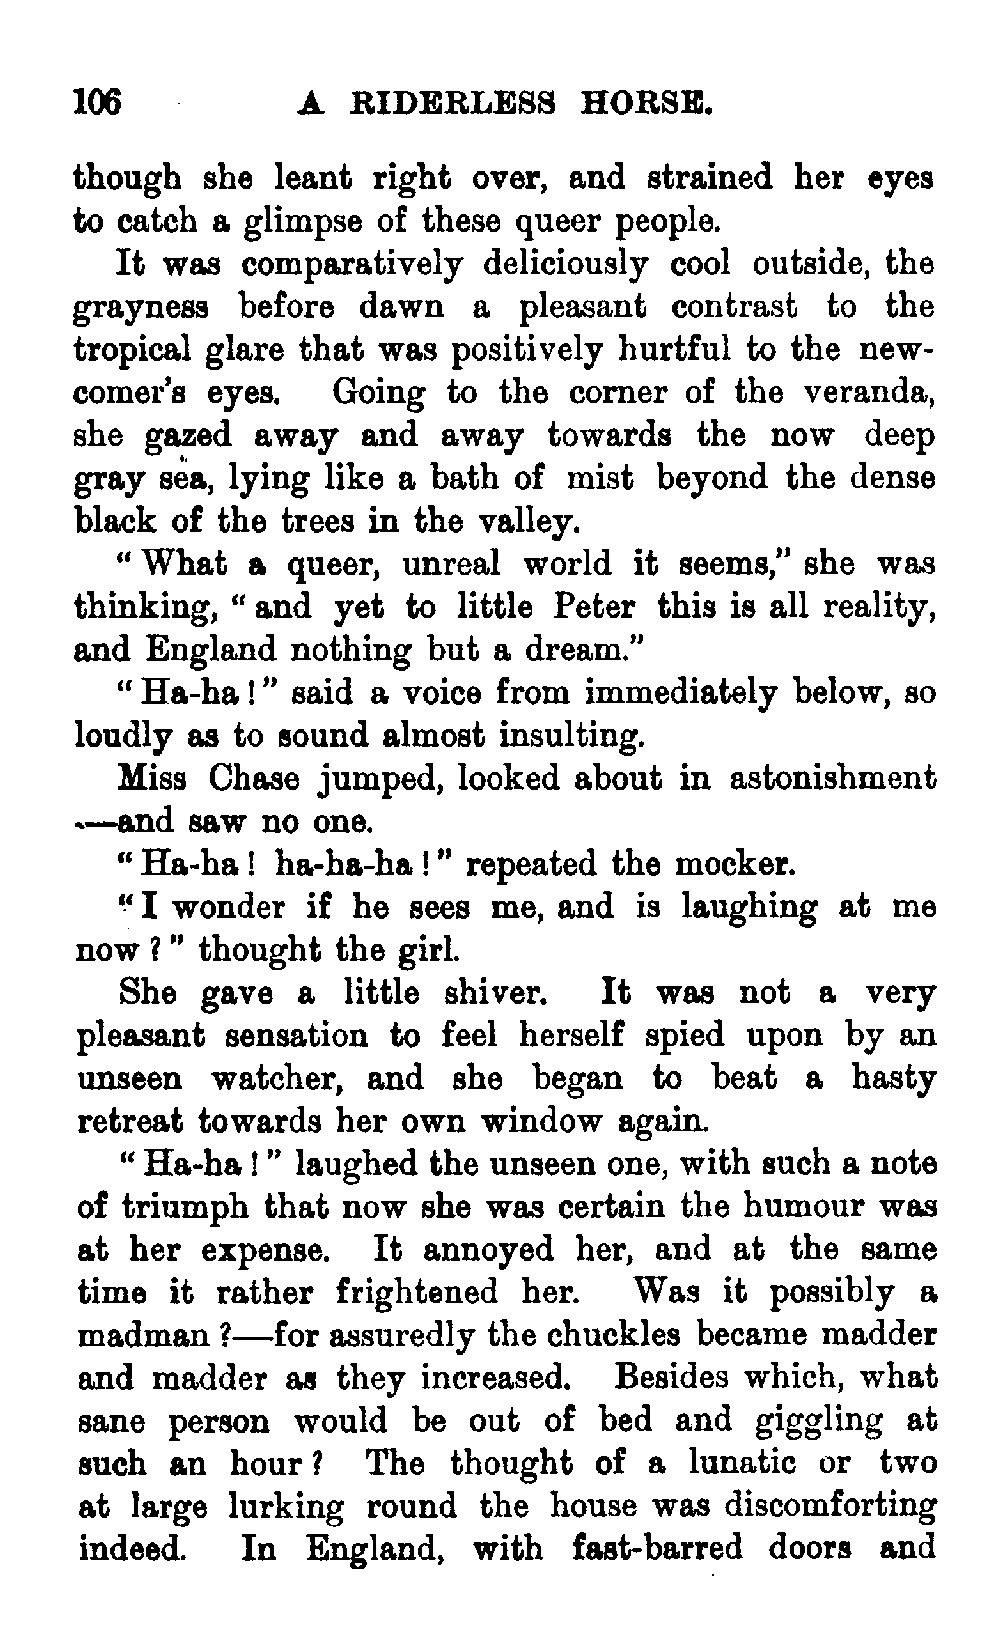 106 A RIDERLESS HORSE.
though she leant right over, and strained her eyes
to catch a glimpse of these queer people.
It was comparatively deliciously cool outside, the
grayness before dawn a pleasant contrast to the
tropical glare that was positively hurtful to the new-
comer's eyes. Going to the corner of the veranda,
she gazed away and away towards the now deep
gray sea, lying like a bath of mist beyond the dense
black of the trees in the valley.
"What a queer, unreal world it seems," she was
thinking, "and yet to little Peter this is all reality,
and England nothing but a dream."
"Ha-ha!" said a voice from immediately below, so
loudly as to sound almost insulting.
Miss Chase jumped, looked about in astonishment
—and saw no one.
"Ha-ha! ha-ha-ha!" repeated the mocker.
"I wonder if he sees me, and is laughing at me
now?" thought the girl.
She gave a little shiver. It was not a very
pleasant sensation to feel herself spied upon by an
unseen watcher, and she began to beat a hasty
retreat towards her own window again.
"Ha-ha!" laughed the unseen one, with such a note
of triumph that now she was certain the humour was
at her expense. It annoyed her, and at the same
time it rather frightened her. Was it possibly a
madman?—for assuredly the chuckles became madder
and madder as they increased. Besides which, what
sane person would be out of bed and giggling at
such an hour? The thought of a lunatic or two
at large lurking round the house was discomforting
indeed. In England, with fast-barred doors and